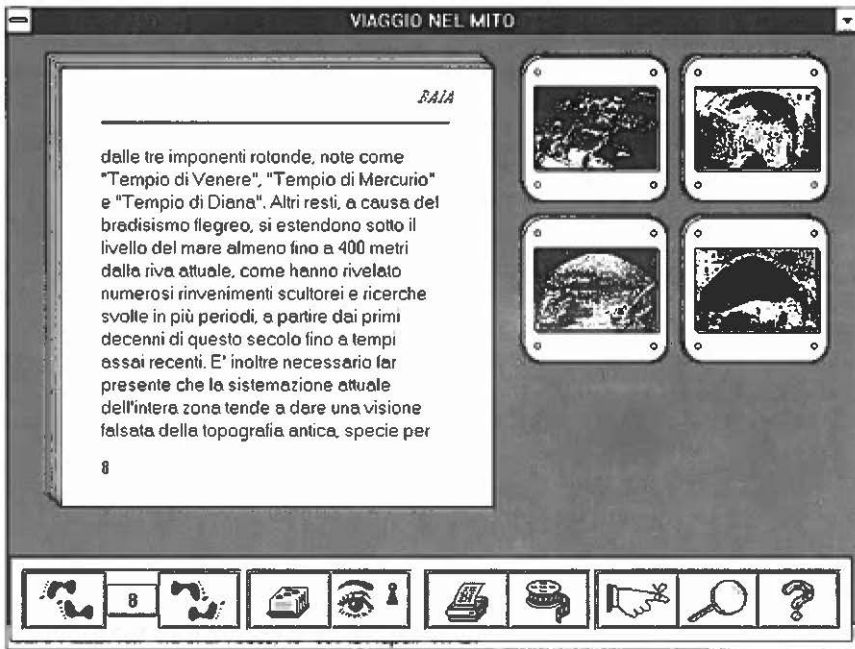 VIAGGIO NEL MITO
BAIA
dalle tre imponenti rotonde, note come
"Tempio di Venere", "Tempio di Mercurio"
e "Tempio di Diana". Altri resti, a causa del
bradisismo flegreo, si estendono sotto il
livello del mare almeno fino a 400 metri
dalla riva attuale, come hanno rivelato
numerosi rinvenimenti scultorei e ricerche
svolte in più periodi, a partire dai primi
decenni di questo secolo fino a tempi
assai recenti. E' inoltre necessario far
presente che la sistemazione attuale
dell'intera zona tende a dare una visione
falsata della topografia antica, specie per
8
8
?